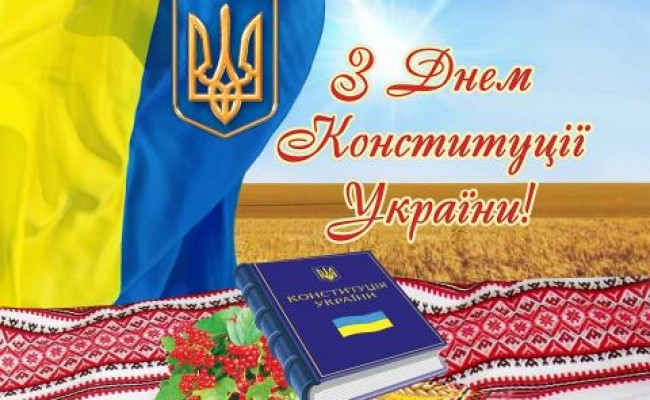 З Днем
Конституції
України!
КОНСТИТУЦІЯ
УКРАЇНИ